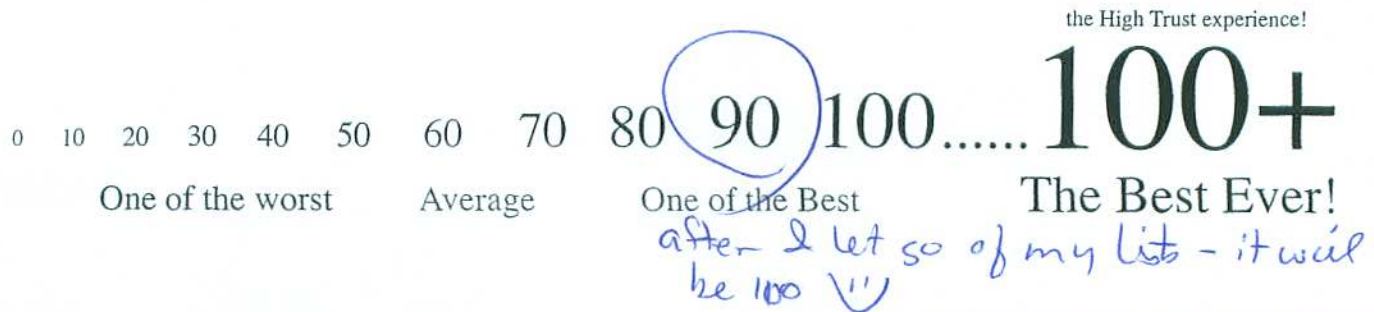 the High Trust experience!
0 10 20 30 40 50 60 70 80 90 100......100+
One of the worst Average One of the Best The Best Ever!
after I let go of my lists - it will
be 100